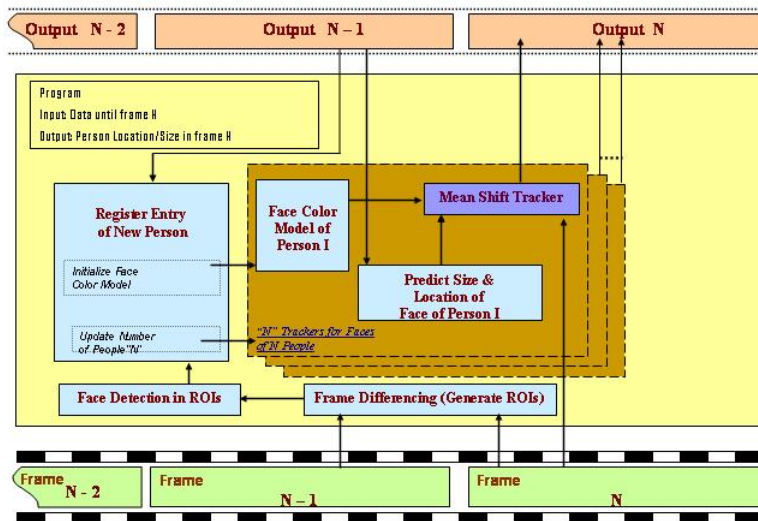 Output N - 2
Output N – 1
Output N
Program
Input: Data until frame N
Output: Person Location/Size in frame N
Register Entry
of New Person
Initialize Face
Color Model
Update Number
of People"N"
Face Color
Model of
Person I
Mean Shift Tracker
Predict Size &
Location of
Face of Person I
"N" Trackers for Faces
of N People
Face Detection in ROIs
Frame Differencing (Generate ROIs)
Frame
N - 2
Frame
N – 1
Frame
N